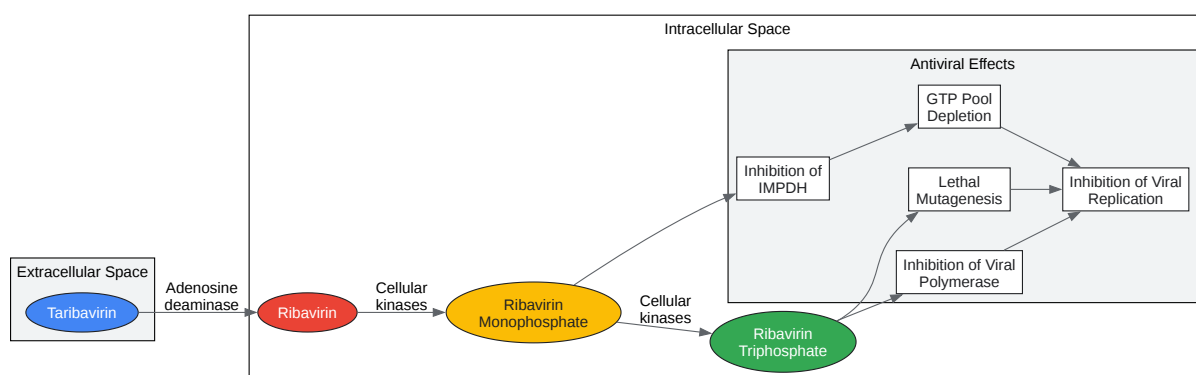 Intracellular Space
Antiviral Effects
GTP Pool
Depletion
Inhibition of
IMPDH
Lethal
Mutagenesis
Inhibition of Viral
Replication
Extracellular Space
Taribavirin
Adenosine
deaminase
Ribavirin
Cellular
kinases
Ribavirin
Monophosphate
Cellular
kinases
Inhibition of Viral
Polymerase
Ribavirin
Triphosphate